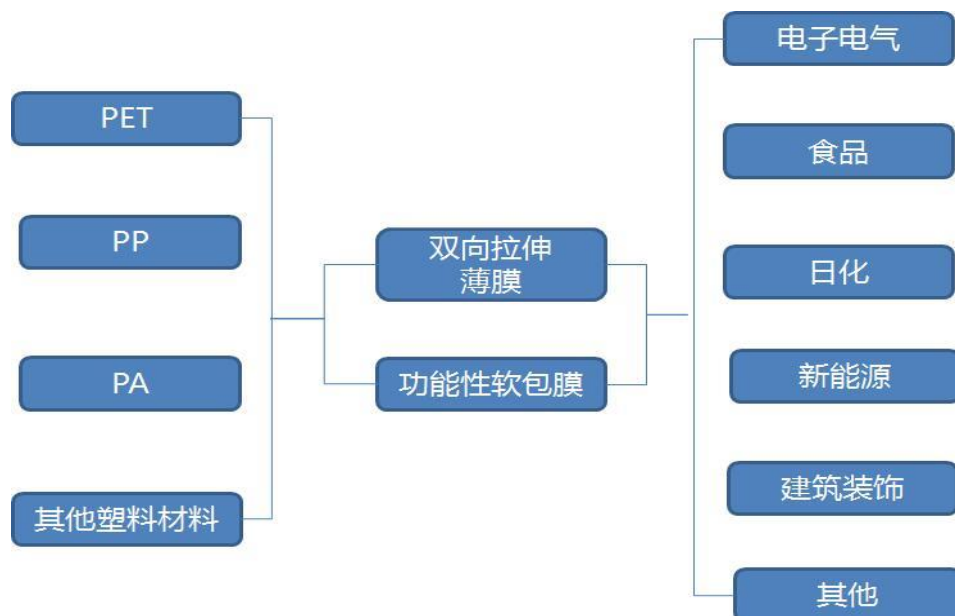 PET
PP
PA
其他塑料材料
双向拉伸
薄膜
功能性软包膜
电子电气
食品
日化
新能源
建筑装饰
其他